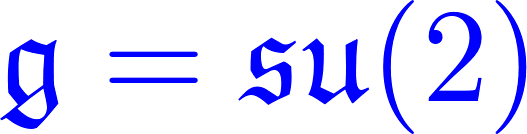 𝔤 = 𝔰𝔲(2)